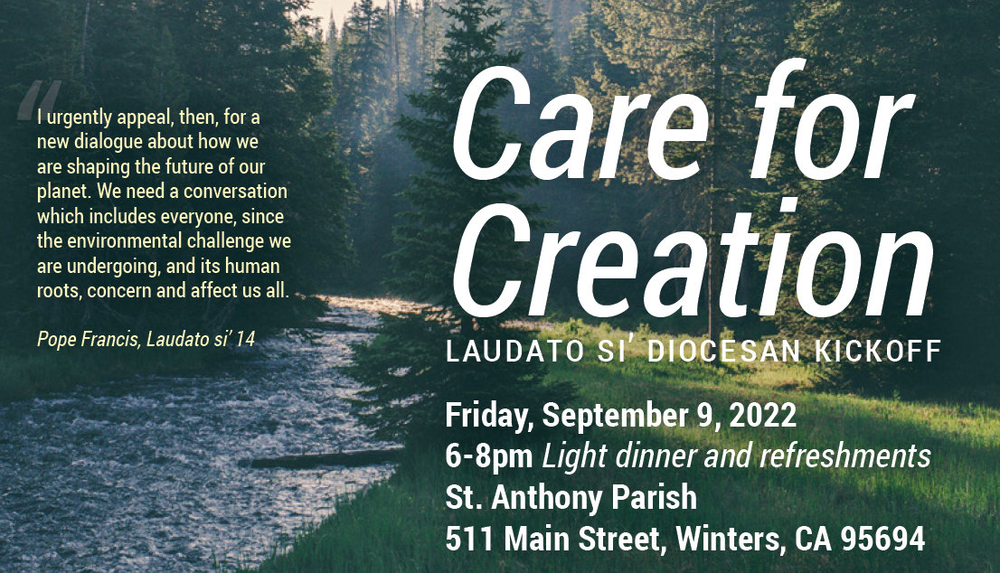 “
I urgently appeal, then, for a
new dialogue about how we
are shaping the future of our
planet. We need a conversation
which includes everyone, since
the environmental challenge we
are undergoing, and its human
roots, concern and affect us all.
Pope Francis, Laudato si’ 14
Care for
Creation
LAUDATO SI’ DIOCESAN KICKOFF
Friday, September 9, 2022
6-8pm Light dinner and refreshments
St. Anthony Parish
511 Main Street, Winters, CA 95694